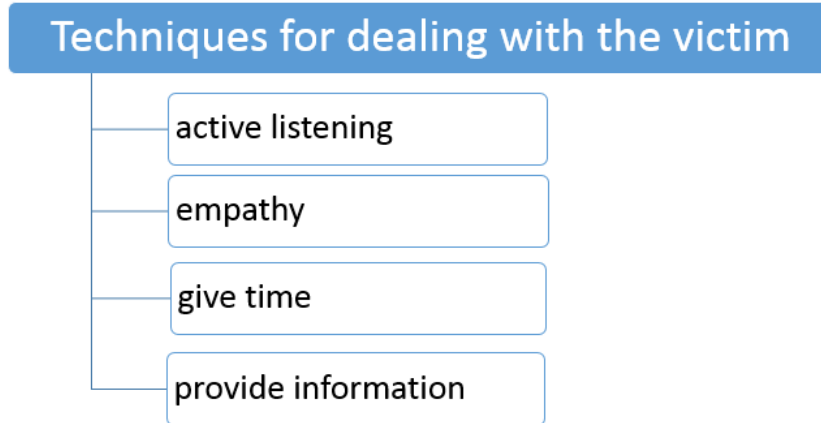 Techniques for dealing with the victim
active listening
empathy
give time
provide information